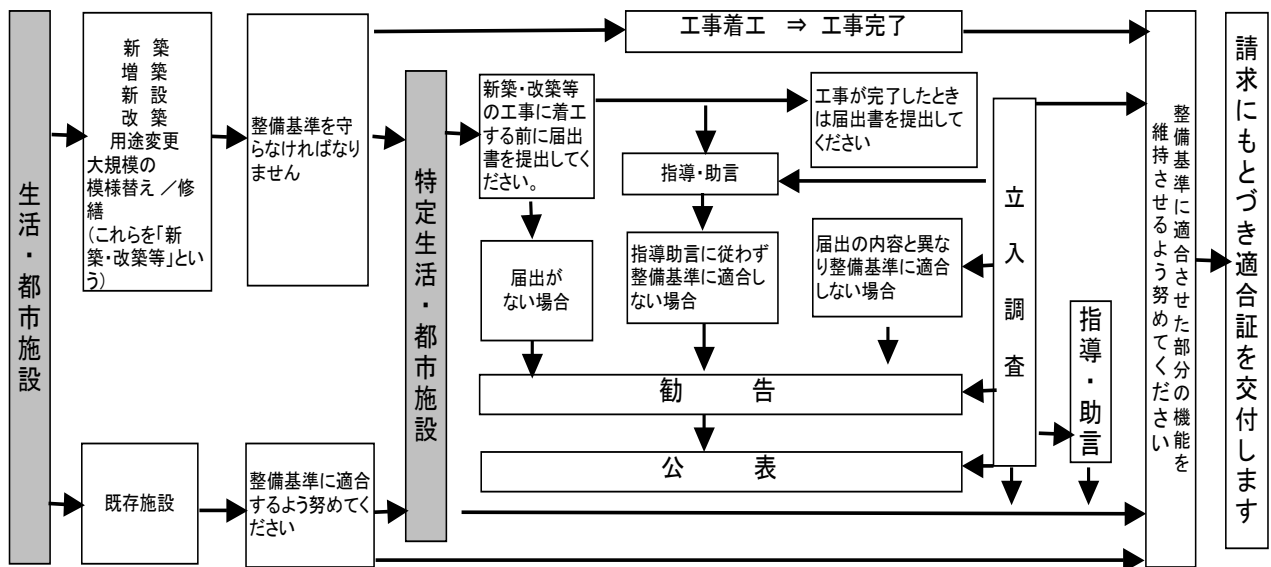 生活・都市施設
新　築
増　築
新　設
改　築
用途変更
大規模の
模様替え／修
繕
(これらを「新
築・改築等」とい
う)
整備基準を守
らなければなり
ません
既存施設
整備基準に適合
するよう努めてく
ださい
特定生活・都市施設
工事着工　⇒　工事完了
新築・改築等
の工事に着工
する前に届出
書を提出してく
ださい。
工事が完了したとき
は届出書を提出して
ください
指導・助言
届出が
ない場合
指導助言に従わず
整備基準に適合し
ない場合
届出の内容と異な
り整備基準に適合
しない場合
勧　告
公　表
立入調査
指導・助言
整備基準に適合させた部分の機能を
維持させるよう努めてください
請求にもとづき適合証を交付します